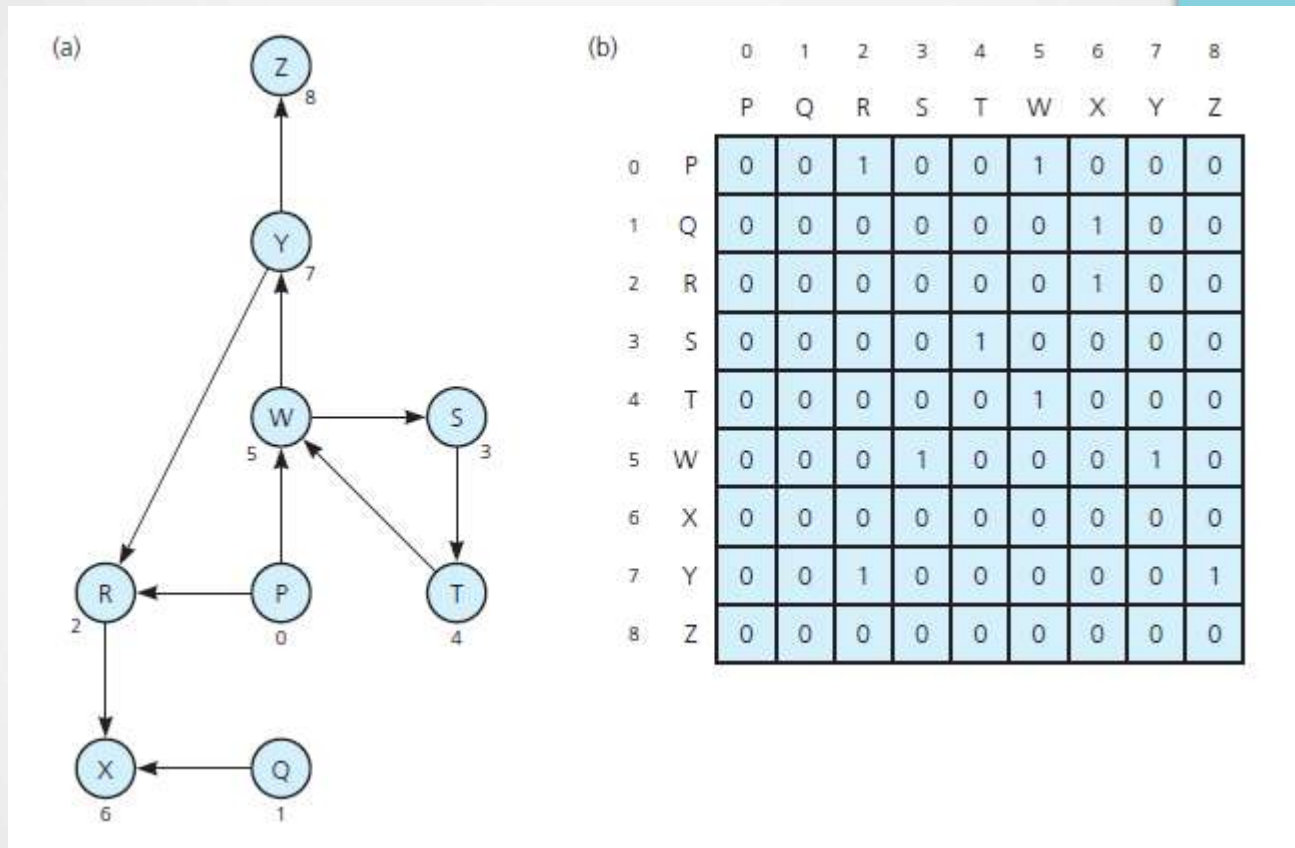 (a)
Z
8
Y
7
W
5
S
3
R
2
P
0
T
4
X
6
Q
1
(b)
0 1 2 3 4 5 6 7 8
P Q R S T W X Y Z
0 P 0 0 1 0 0 1 0 0 0
1 Q 0 0 0 0 0 0 1 0 0
2 R 0 0 0 0 0 0 1 0 0
3 S 0 0 0 0 1 0 0 0 0
4 T 0 0 0 0 0 1 0 0 0
5 W 0 0 0 1 0 0 0 1 0
6 X 0 0 0 0 0 0 0 0 0
7 Y 0 0 1 0 0 0 0 0 1
8 Z 0 0 0 0 0 0 0 0 0